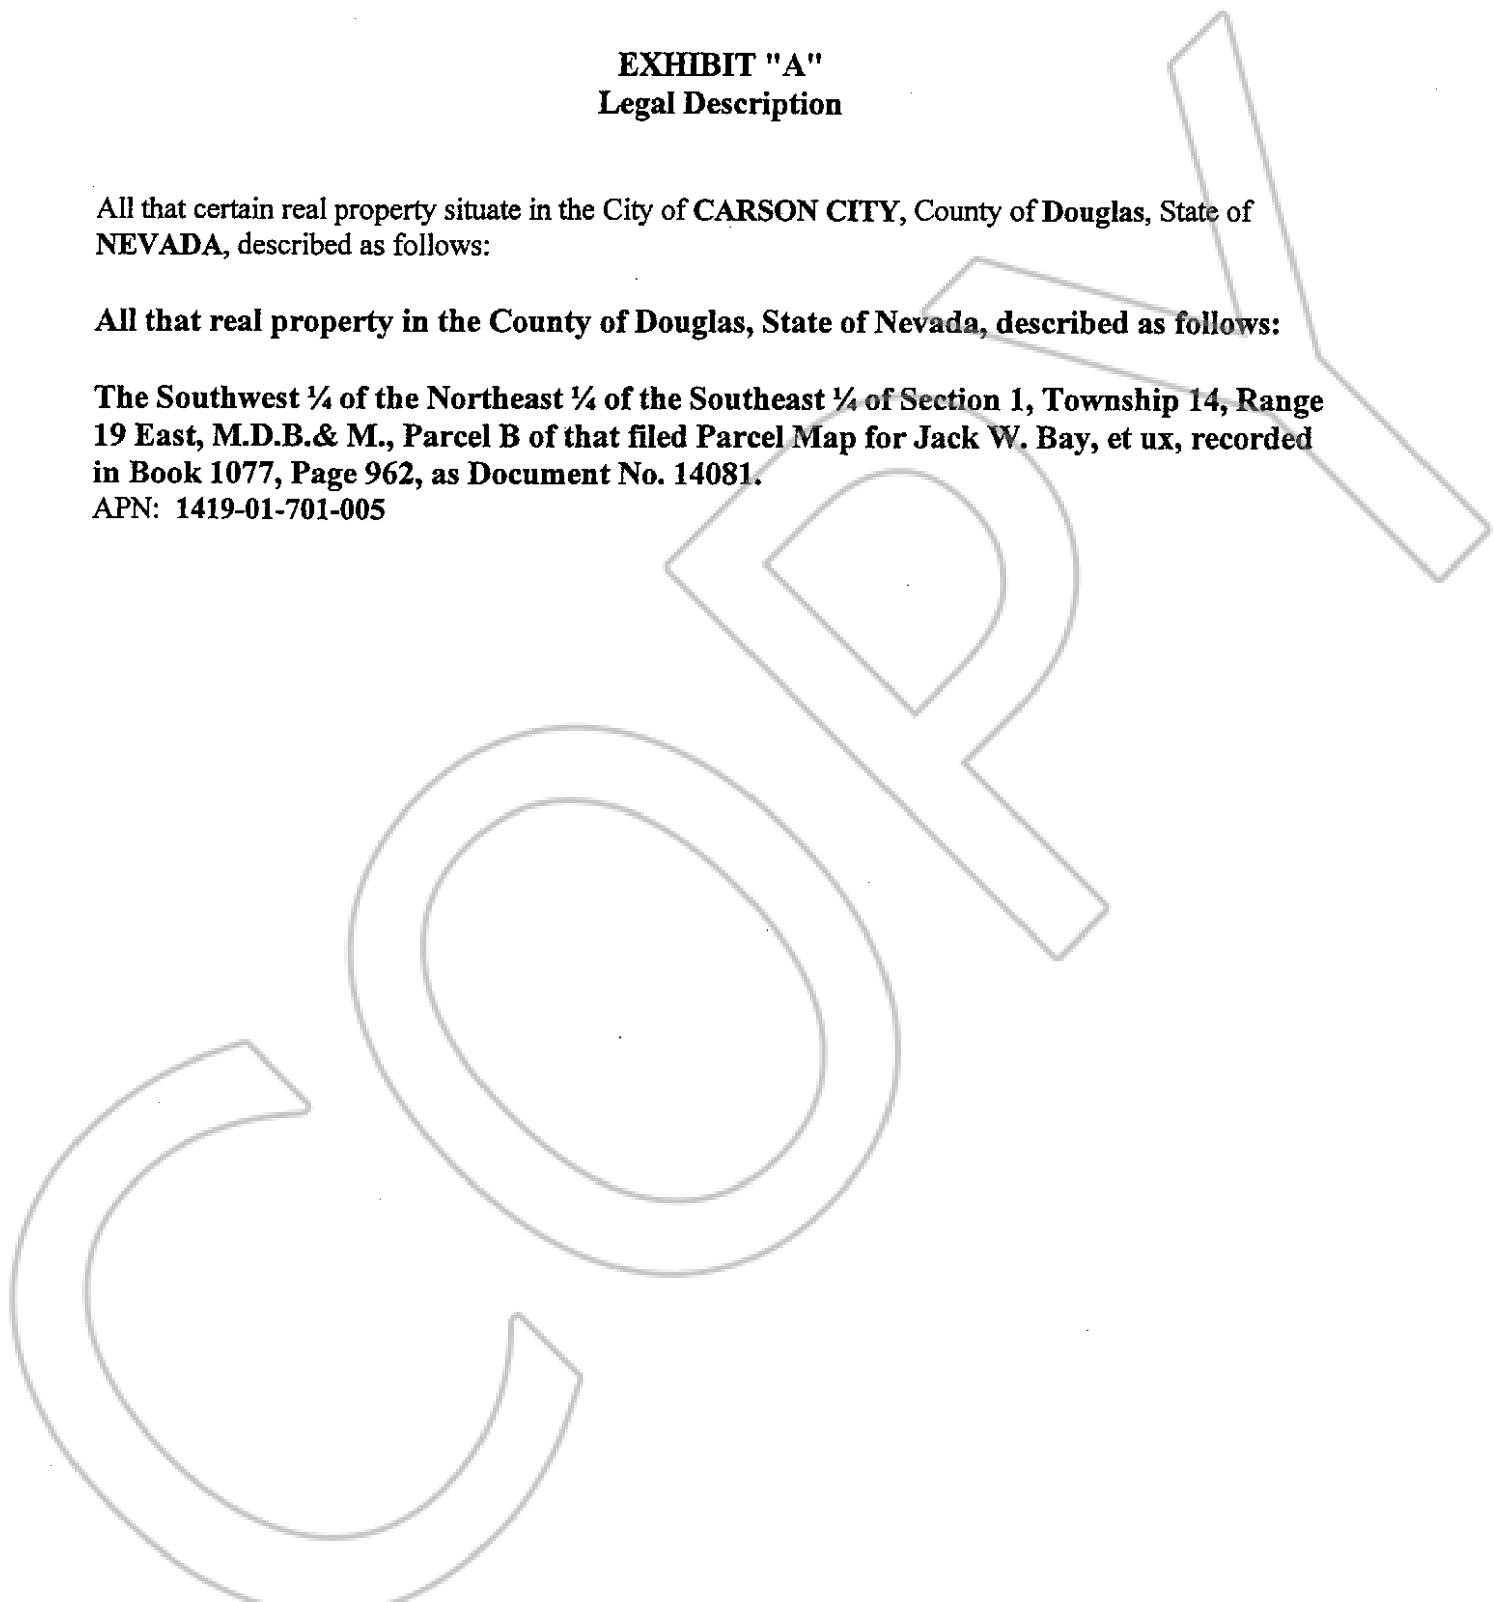 EXHIBIT "A"
Legal Description
All that certain real property situate in the City of CARSON CITY, County of Douglas, State of
NEVADA, described as follows:
All that real property in the County of Douglas, State of Nevada, described as follows:
The Southwest ¼ of the Northeast ¼ of the Southeast ¼ of Section 1, Township 14, Range
19 East, M.D.B.& M., Parcel B of that filed Parcel Map for Jack W. Bay, et ux, recorded
in Book 1077, Page 962, as Document No. 14081.
APN: 1419-01-701-005
COPY